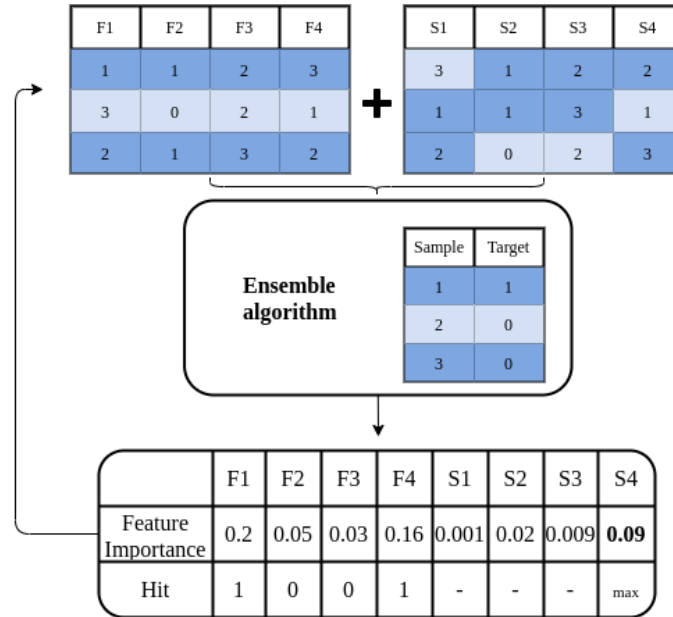 F1 F2 F3 F4
1 1 2 3
3 0 2 1
2 1 3 2
+
S1 S2 S3 S4
3 1 2 2
1 1 3 1
2 0 2 3
Ensemble
algorithm
Sample Target
1 1
2 0
3 0
F1 F2 F3 F4 S1 S2 S3 S4
Feature
Importance 0.2 0.05 0.03 0.16 0.001 0.02 0.009 0.09
Hit 1 0 0 1 - - - max